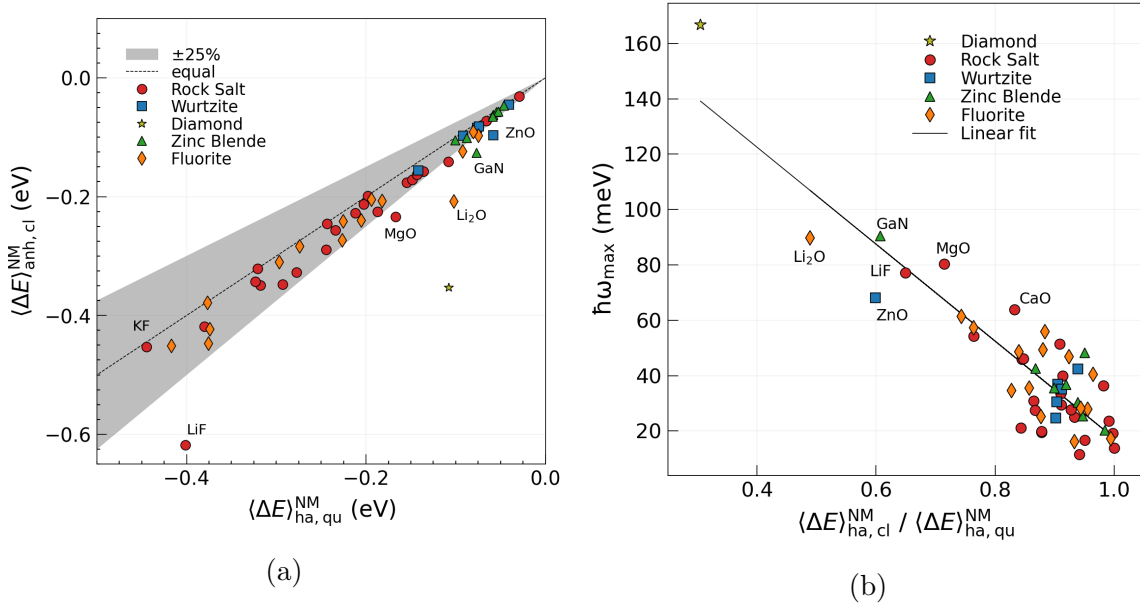 0.0
−0.2
−0.4
−0.6
⟨ΔE⟩^NM_anh, cl (eV)
±25%
equal
Rock Salt
Wurtzite
Diamond
Zinc Blende
Fluorite
ZnO
GaN
Li₂O
MgO
KF
LiF
−0.4
−0.2
0.0
⟨ΔE⟩^NM_ha, qu (eV)
(a)
160
140
120
100
80
60
40
20
ħω_max (meV)
Diamond
Rock Salt
Wurtzite
Zinc Blende
Fluorite
Linear fit
GaN
MgO
Li₂O
LiF
ZnO
CaO
0.4
0.6
0.8
1.0
⟨ΔE⟩^NM_ha, cl / ⟨ΔE⟩^NM_ha, qu
(b)